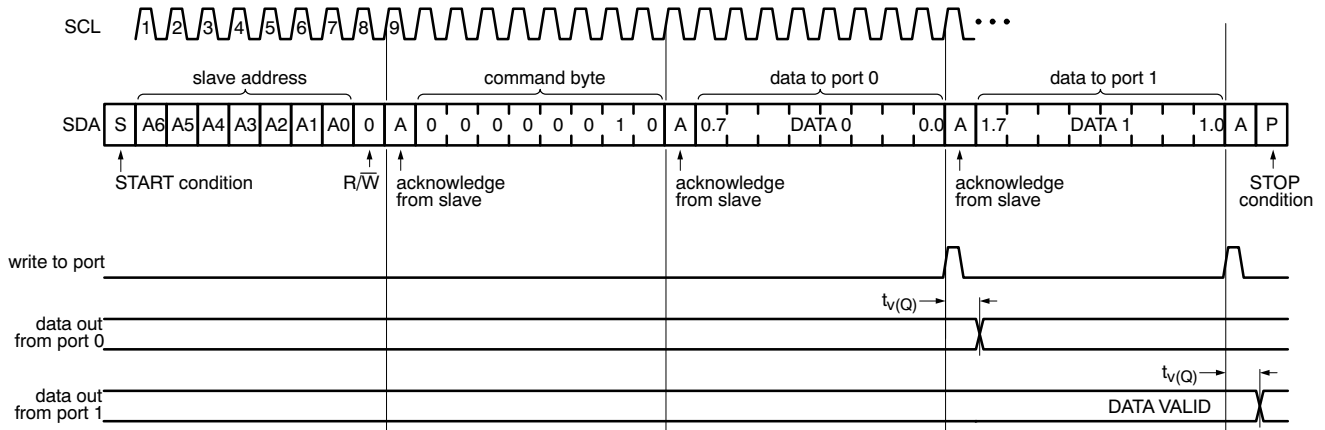 SCL 1 2 3 4 5 6 7 8 9 •••
slave address command byte data to port 0 data to port 1
SDA S A6 A5 A4 A3 A2 A1 A0 0 A 0 0 0 0 0 0 1 0 A 0.7 DATA 0 0.0 A 1.7 DATA 1 1.0 A P
START condition R/W̅ acknowledge from slave acknowledge from slave acknowledge from slave STOP condition
write to port
tv(Q)
data out
from port 0
tv(Q)
data out
from port 1 DATA VALID